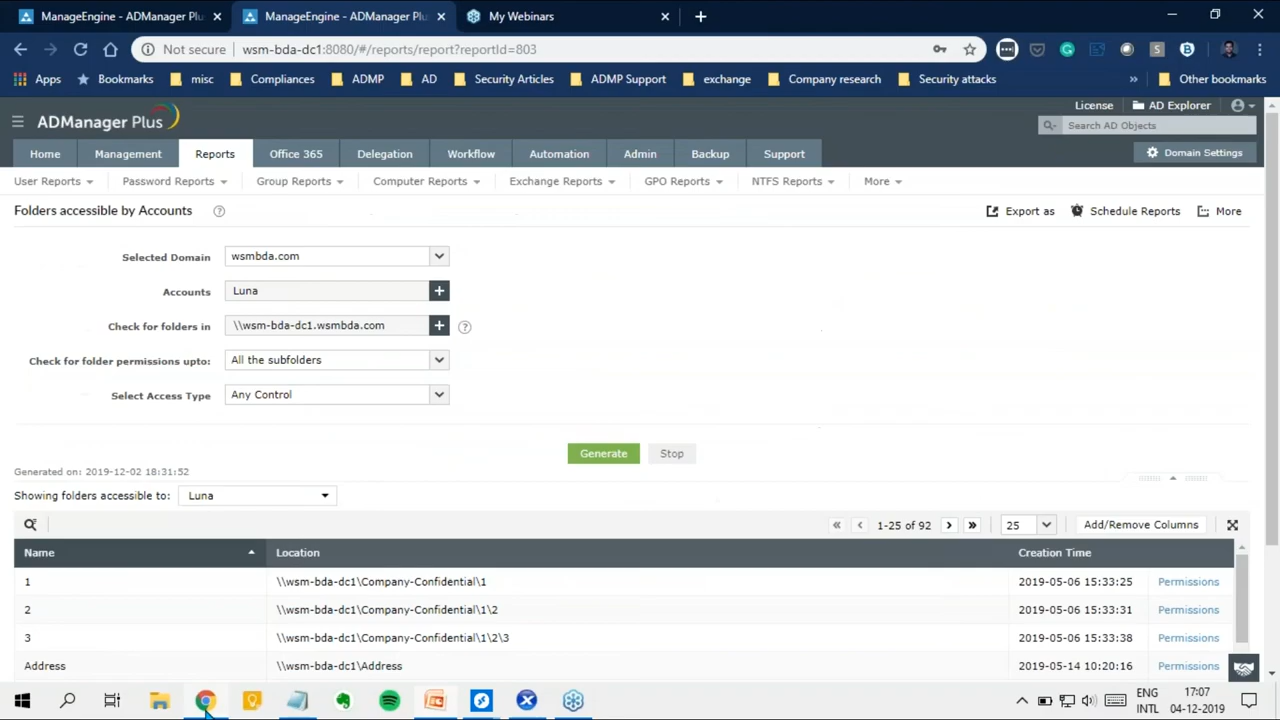 ManageEngine - ADManager Plu
ManageEngine - ADManager Plu
My Webinars
Not secure
wsm-bda-dc1:8080/#/reports/report?reportId=803
Apps
Bookmarks
misc
Compliances
ADMP
AD
Security Articles
ADMP Support
exchange
Company research
Security attacks
»
Other bookmarks
License
AD Explorer
ADManager Plus
Search AD Objects
Home
Management
Reports
Office 365
Delegation
Workflow
Automation
Admin
Backup
Support
Domain Settings
User Reports
Password Reports
Group Reports
Computer Reports
Exchange Reports
GPO Reports
NTFS Reports
More
Folders accessible by Accounts
Export as
Schedule Reports
More
Selected Domain
wsmbda.com
Accounts
Luna
Check for folders in
\\wsm-bda-dc1.wsmbda.com
Check for folder permissions upto:
All the subfolders
Select Access Type
Any Control
Generate
Stop
Generated on: 2019-12-02 18:31:52
Showing folders accessible to:
Luna
1-25 of 92
25
Add/Remove Columns
Name
Location
Creation Time
1
\\wsm-bda-dc1\Company-Confidential\1
2019-05-06 15:33:25
Permissions
2
\\wsm-bda-dc1\Company-Confidential\1\2
2019-05-06 15:33:31
Permissions
3
\\wsm-bda-dc1\Company-Confidential\1\2\3
2019-05-06 15:33:38
Permissions
Address
\\wsm-bda-dc1\Address
2019-05-14 10:20:16
Permissions
ENG
INTL
17:07
04-12-2019